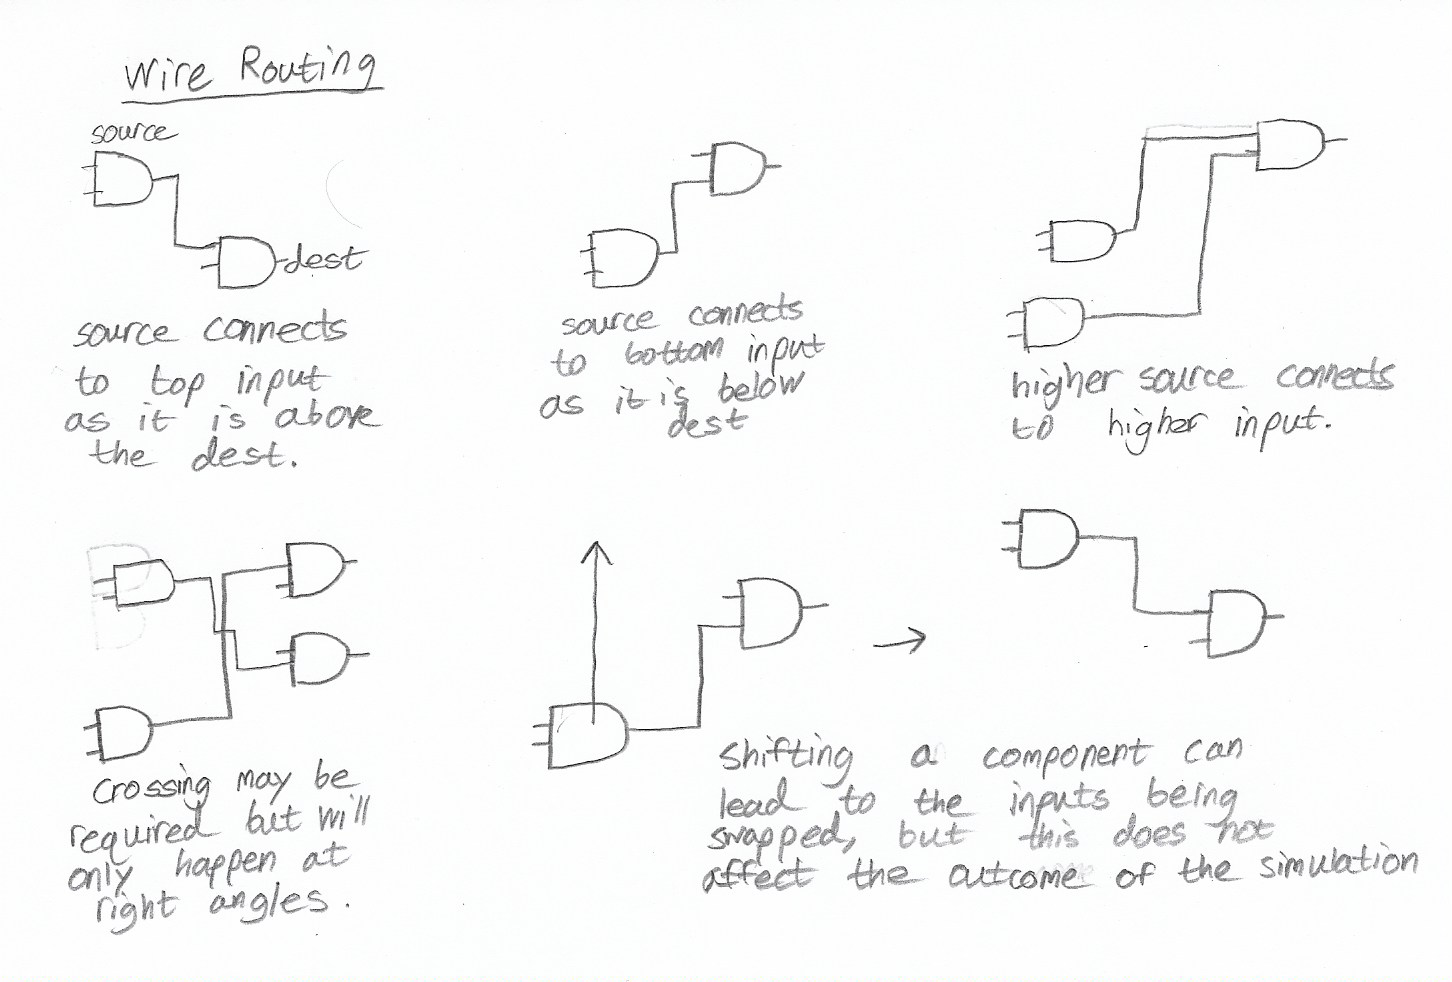 Wire Routing
source
dest
source connects
to top input
as it is above
the dest.
source connects
to bottom input
as it is below
dest
higher source connects
to higher input.
crossing may be
required but will
only happen at
right angles.
Shifting a component can
lead to the inputs being
swapped, but this does not
affect the outcome of the simulation